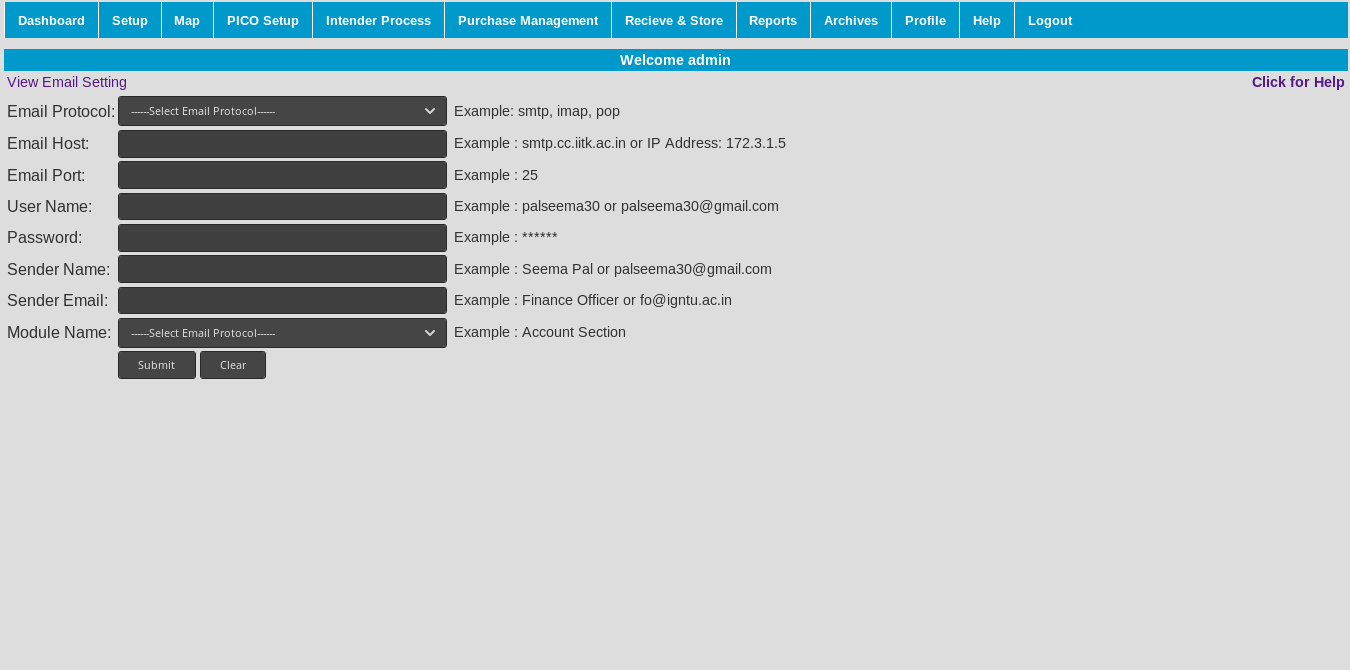 Dashboard Setup Map PICO Setup Intender Process Purchase Management Recieve & Store Reports Archives Profile Help Logout
Welcome admin
View Email Setting Click for Help
Email Protocol: ------Select Email Protocol------ Example: smtp, imap, pop
Email Host: Example : smtp.cc.iitk.ac.in or IP Address: 172.3.1.5
Email Port: Example : 25
User Name: Example : palseema30 or palseema30@gmail.com
Password: Example : ******
Sender Name: Example : Seema Pal or palseema30@gmail.com
Sender Email: Example : Finance Officer or fo@igntu.ac.in
Module Name: ------Select Email Protocol------ Example : Account Section
Submit Clear